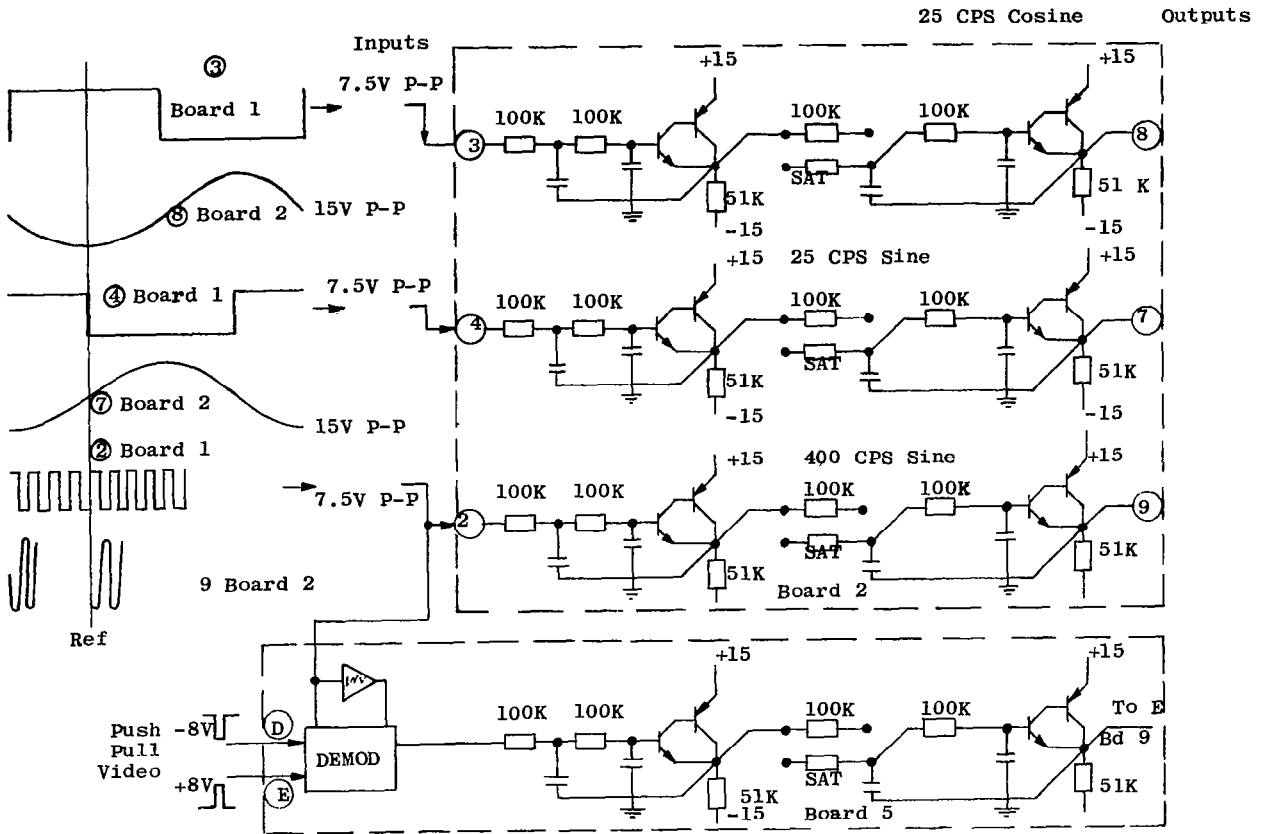 25 CPS Cosine Outputs
Inputs
③
7.5V P-P
Board 1
+15
+15
100K 100K 100K 100K
3
8
SAT
51K
51 K
⑧ Board 2 15V P-P
-15
-15
+15 25 CPS Sine +15
④ Board 1 7.5V P-P
100K 100K 100K 100K
4
7
SAT
51K
51K
⑦ Board 2
-15
-15
15V P-P
② Board 1
+15 400 CPS Sine +15
7.5V P-P
100K 100K 100K 100K
2
9
SAT
51K
51K
9 Board 2
Board 2
Ref
+15
+15
INV
100K 100K 100K 100K
To E
Bd 9
Push -8V
Pull
Video
+8V
D
DEMOD
E
SAT
51K
51K
-15
Board 5